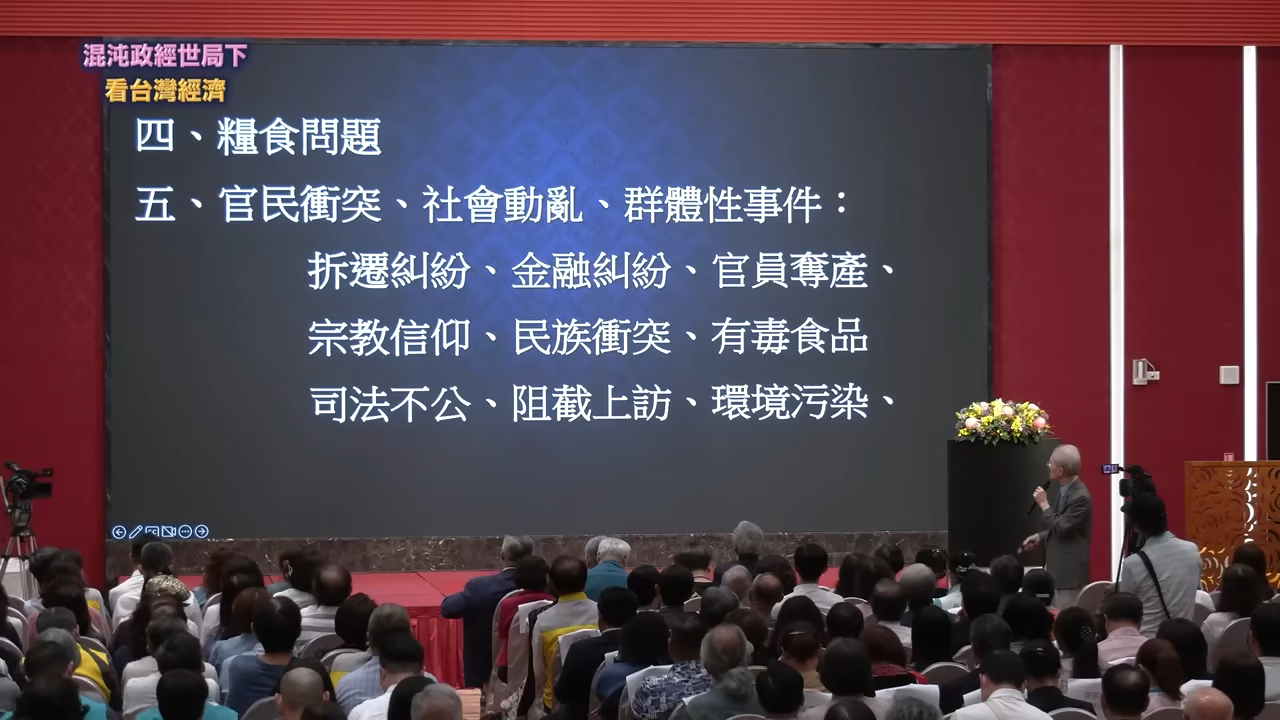 混沌政經世局下
看台灣經濟
四、糧食問題
五、官民衝突、社會動亂、群體性事件：
拆遷糾紛、金融糾紛、官員奪產、
宗教信仰、民族衝突、有毒食品
司法不公、阻截上訪、環境污染、